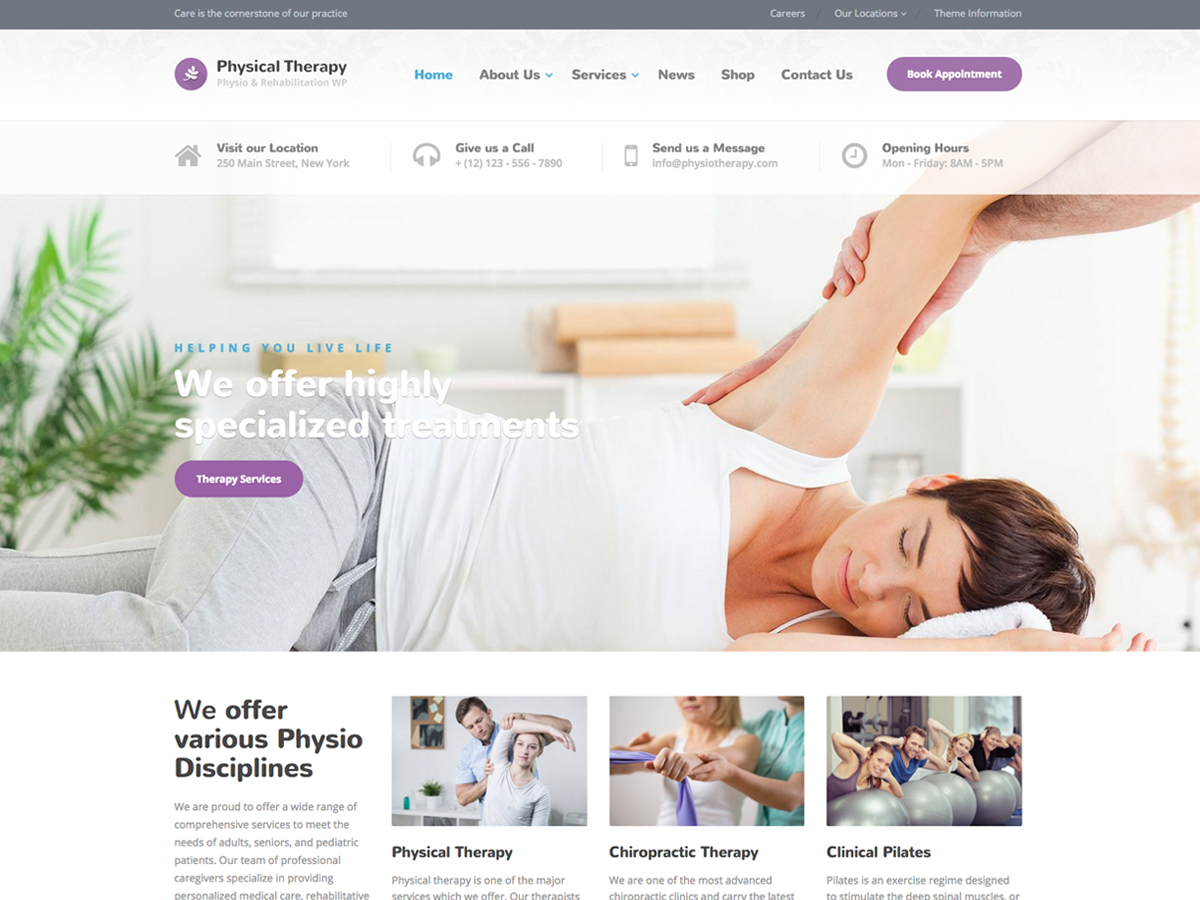 Care is the cornerstone of our practice
Careers / Our Locations / Theme Information
Physical Therapy
Physio & Rehabilitation WP
Home About Us Services News Shop Contact Us Book Appointment
Visit our Location
250 Main Street, New York
Give us a Call
+ (12) 123 - 556 - 7890
Send us a Message
info@physiotherapy.com
Opening Hours
Mon - Friday: 8AM - 5PM
HELPING YOU LIVE LIFE
We offer highly
specialized treatments
Therapy Services
We offer
various Physio
Disciplines
We are proud to offer a wide range of
comprehensive services to meet the
needs of adults, seniors, and pediatric
patients. Our team of professional
caregivers specialize in providing
personalized medical care, rehabilitative
Physical Therapy
Physical therapy is one of the major
services which we offer. Our therapists
Chiropractic Therapy
We are one of the most advanced
chiropractic clinics and carry the latest
Clinical Pilates
Pilates is an exercise regime designed
to stimulate the deep spinal muscles, or